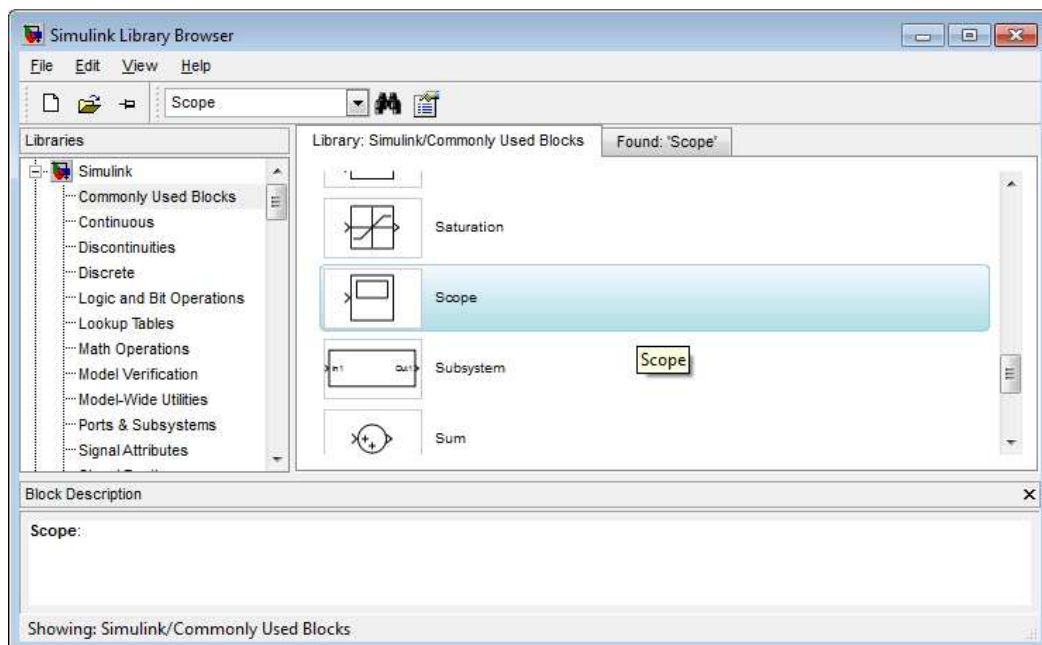 Simulink Library Browser
File Edit View Help
Scope
Libraries
Library: Simulink/Commonly Used Blocks
Found: 'Scope'
Simulink
Commonly Used Blocks
Continuous
Discontinuities
Discrete
Logic and Bit Operations
Lookup Tables
Math Operations
Model Verification
Model-Wide Utilities
Ports & Subsystems
Signal Attributes
Saturation
Scope
Scope
In1 Out1
Subsystem
Sum
Block Description
Scope:
Showing: Simulink/Commonly Used Blocks